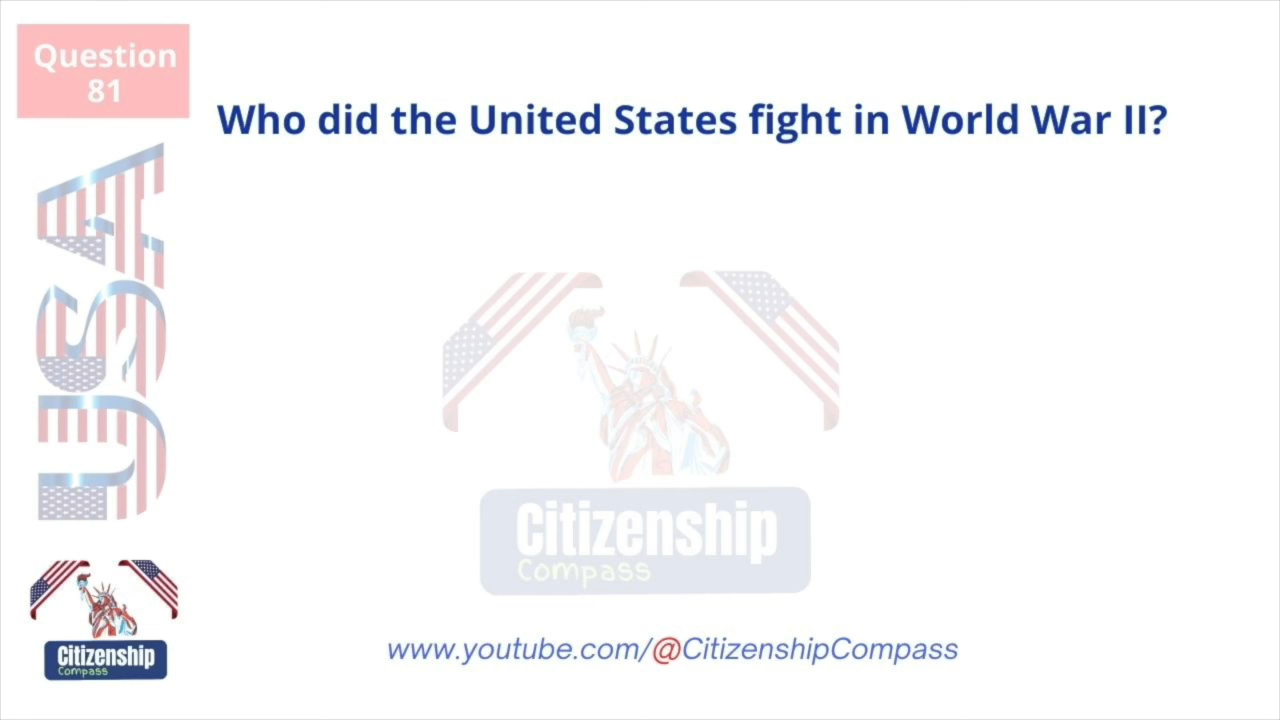 Question
81
Who did the United States fight in World War II?
USA
Citizenship
Compass
Citizenship
Compass
www.youtube.com/@CitizenshipCompass